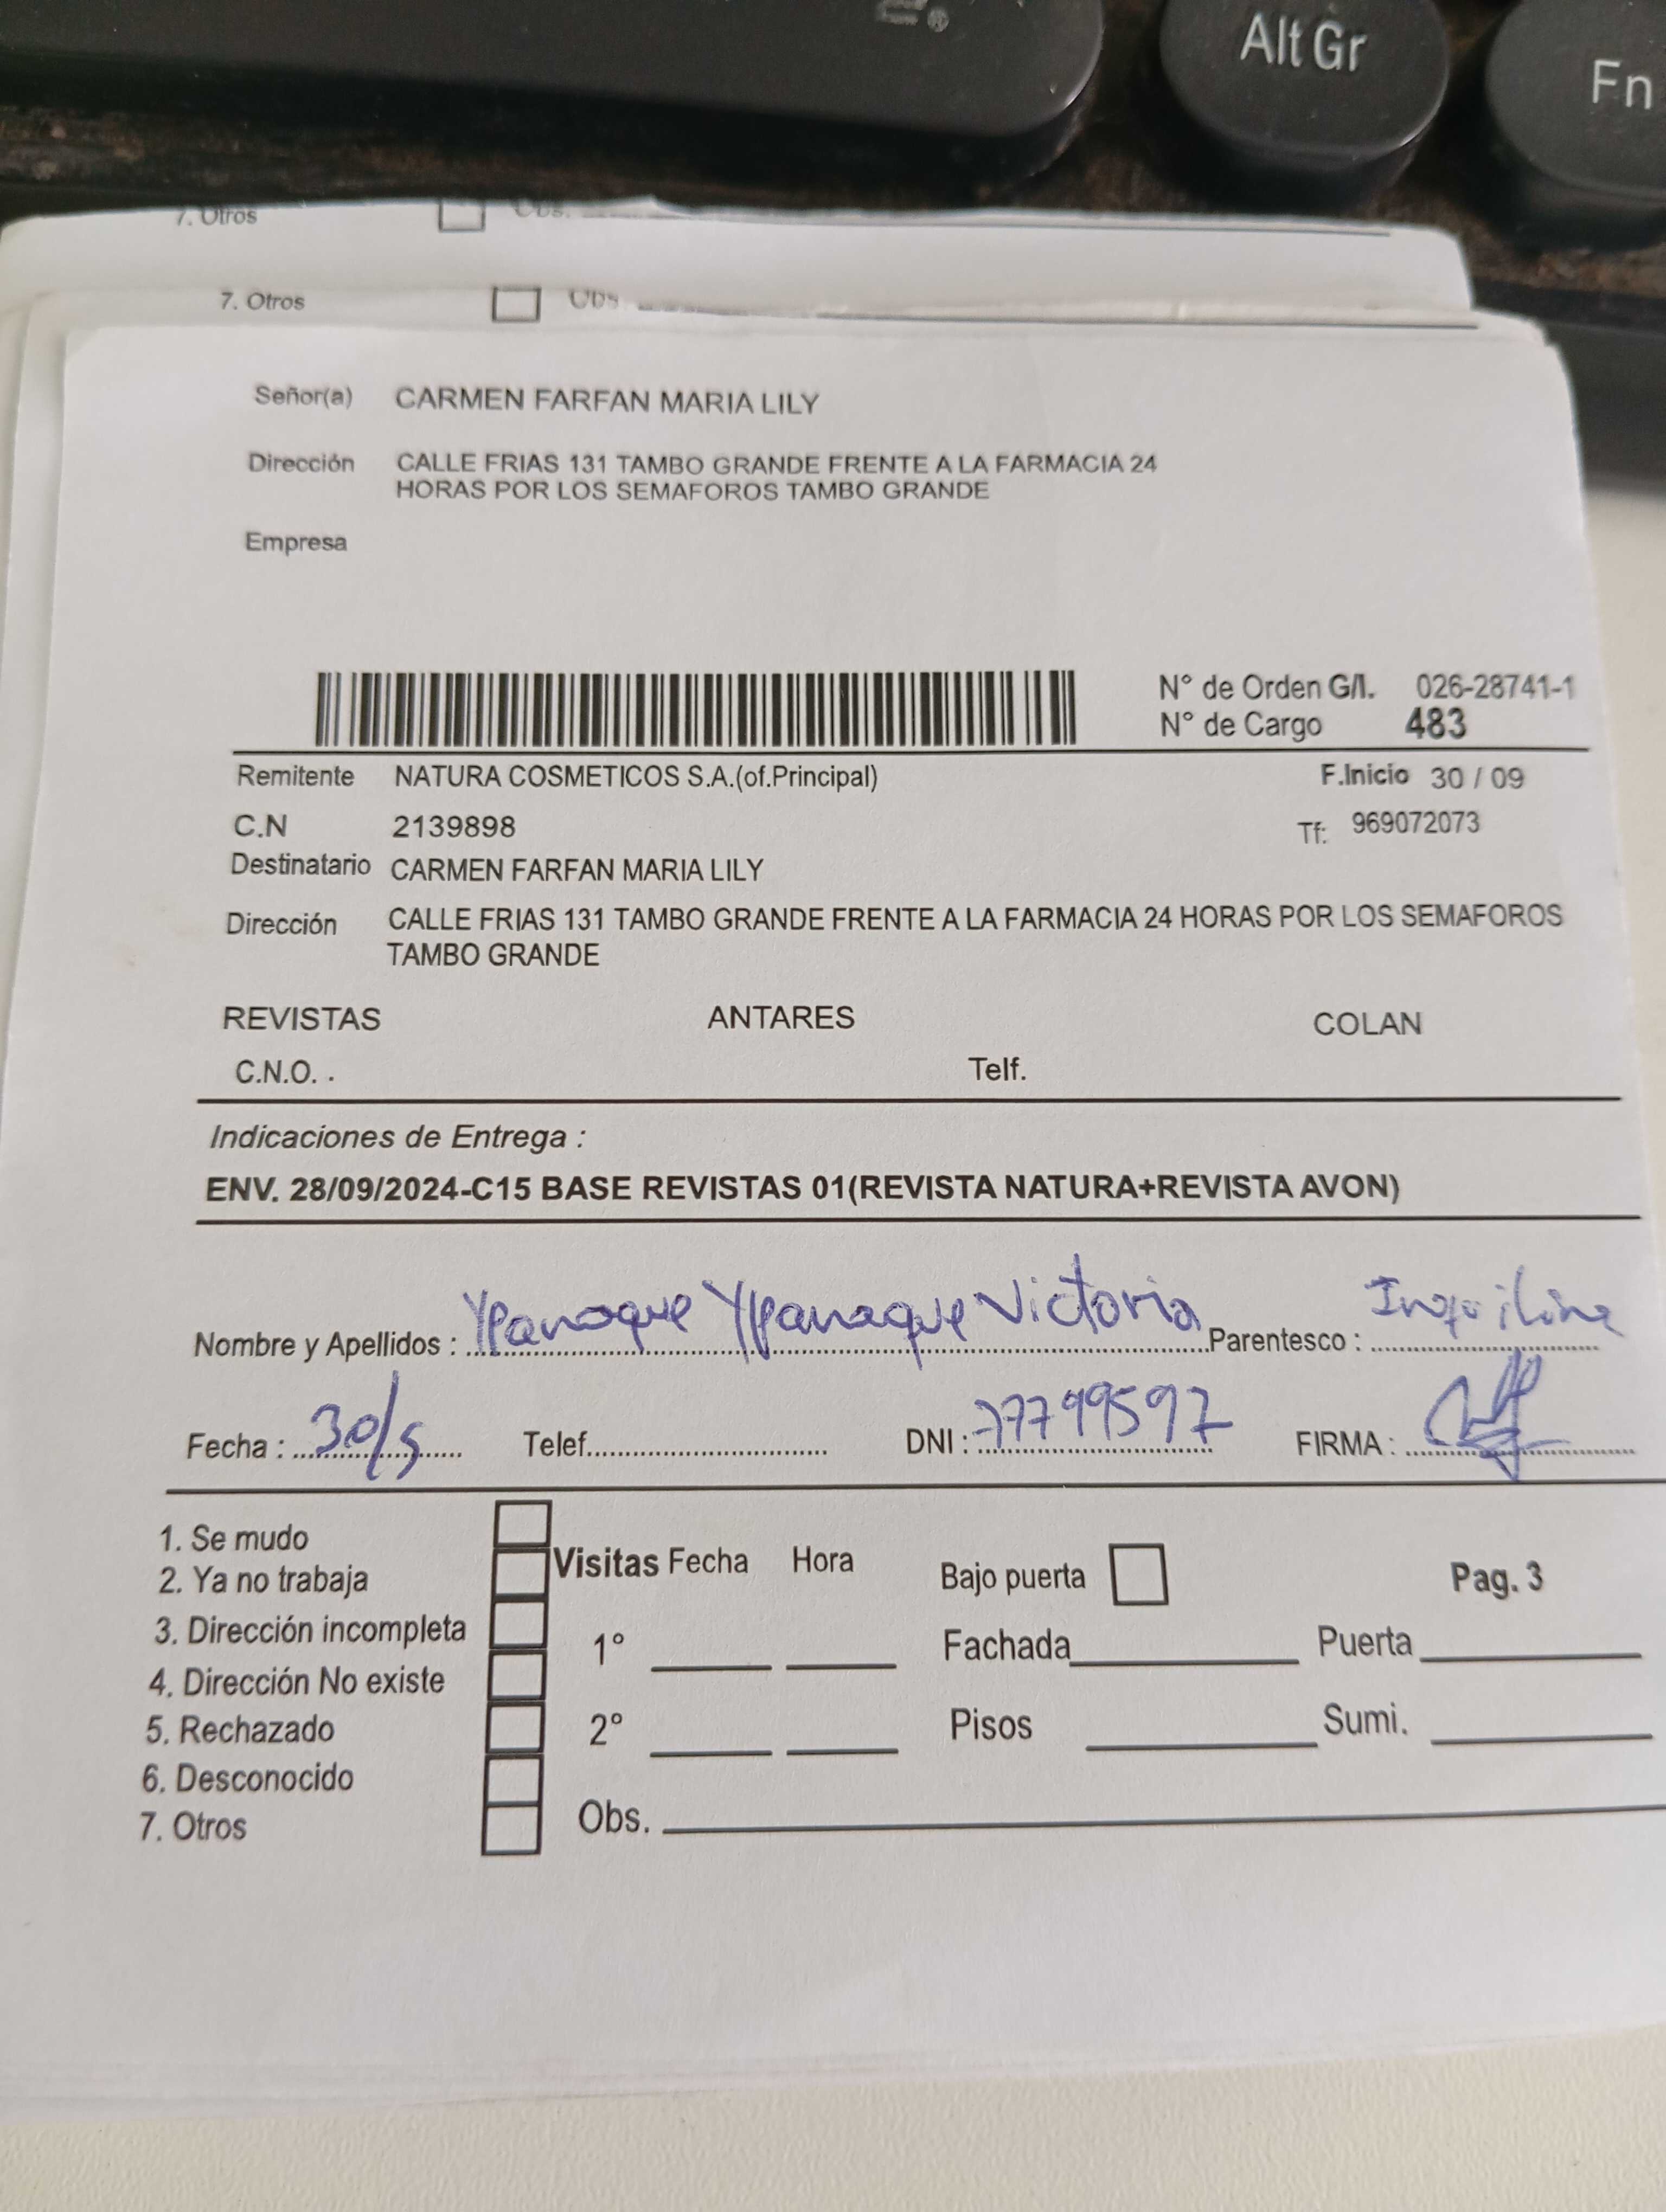 Alt Gr
Fn
7. Otros
7. Otros Obs.
Señor(a) CARMEN FARFAN MARIA LILY
Dirección CALLE FRIAS 131 TAMBO GRANDE FRENTE A LA FARMACIA 24
HORAS POR LOS SEMAFOROS TAMBO GRANDE
Empresa
N° de Orden G/I. 026-28741-1
N° de Cargo 483
Remitente NATURA COSMETICOS S.A.(of.Principal) F.Inicio 30 / 09
C.N 2139898 Tf: 969072073
Destinatario CARMEN FARFAN MARIA LILY
Dirección CALLE FRIAS 131 TAMBO GRANDE FRENTE A LA FARMACIA 24 HORAS POR LOS SEMAFOROS
TAMBO GRANDE
REVISTAS ANTARES COLAN
C.N.O. . Telf.
Indicaciones de Entrega :
ENV. 28/09/2024-C15 BASE REVISTAS 01(REVISTA NATURA+REVISTA AVON)
Nombre y Apellidos : Ypanaque Ypanaque Victoria Parentesco : Inquilina
Fecha : 30/9 Telef. DNI : 77799597 FIRMA :
1. Se mudo
2. Ya no trabaja Visitas Fecha Hora Bajo puerta Pag. 3
3. Dirección incompleta 1° Fachada Puerta
4. Dirección No existe
5. Rechazado 2° Pisos Sumi.
6. Desconocido
7. Otros Obs.